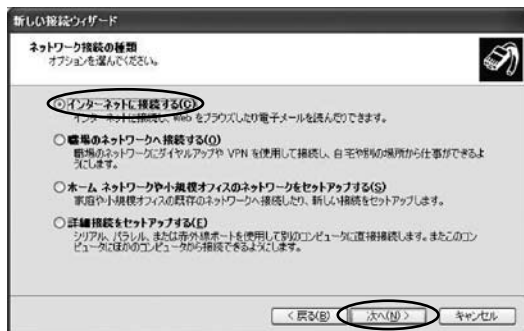 新しい接続ウィザード
ネットワーク接続の種類
オプションを選んでください。
インターネットに接続する(C)
インターネットに接続し、Web をブラウズしたり電子メールを読んだりできます。
職場のネットワークへ接続する(O)
職場のネットワークにダイヤルアップや VPN を使用して接続し、自宅や別の場所から仕事ができるよ
うにします。
ホーム ネットワークや小規模オフィスのネットワークをセットアップする(S)
家庭や小規模オフィスの既存のネットワークへ接続したり、新しい接続をセットアップします。
詳細接続をセットアップする(E)
シリアル、パラレル、または赤外線ポートを使用して別のコンピュータに直接接続します。またこのコン
ピュータにほかのコンピュータから接続できるようにします。
< 戻る(B)
次へ(N) >
キャンセル